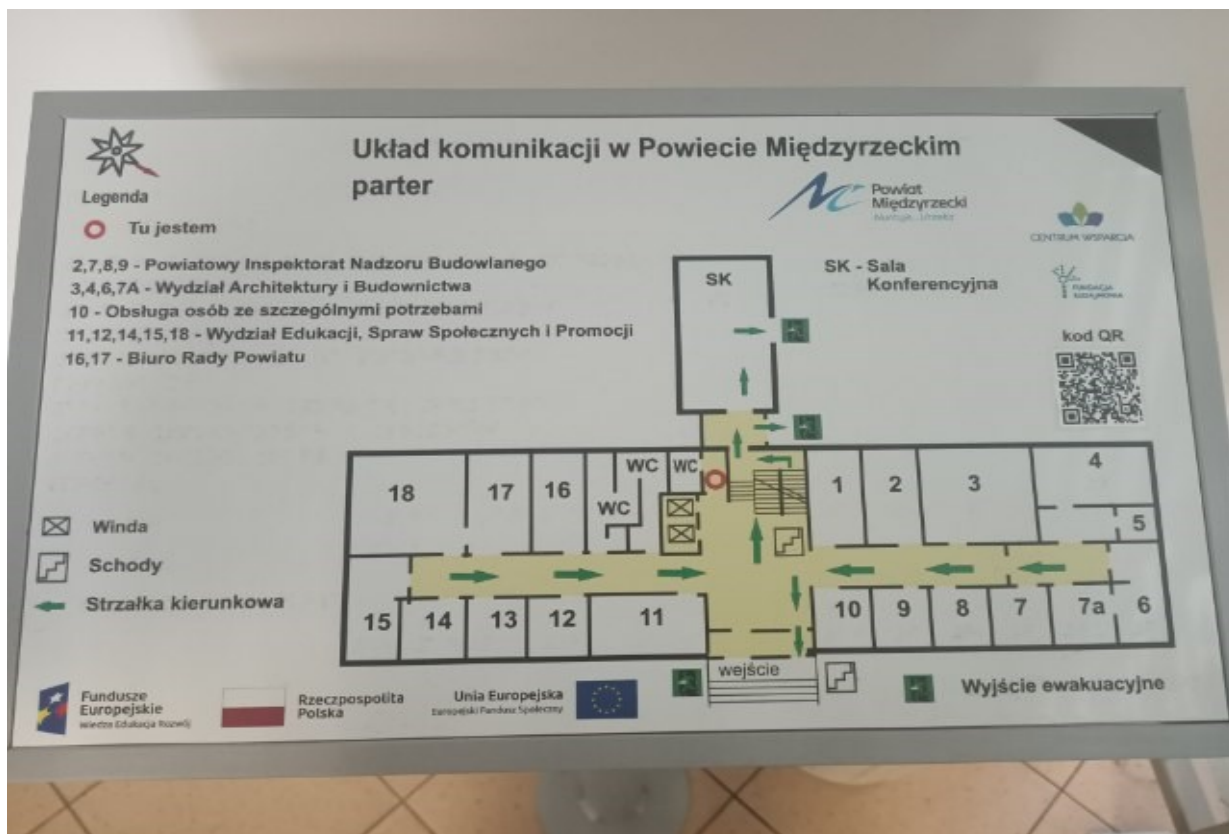 Układ komunikacji w Powiecie Międzyrzeckim
parter
Legenda
Tu jestem
2,7,8,9 - Powiatowy Inspektorat Nadzoru Budowlanego
3,4,6,7A - Wydział Architektury i Budownictwa
10 - Obsługa osób ze szczególnymi potrzebami
11,12,14,15,18 - Wydział Edukacji, Spraw Społecznych i Promocji
16,17 - Biuro Rady Powiatu
Powiat
Międzyrzecki
CENTRUM WSPARCIA
FUNDACJA
SK - Sala
Konferencyjna
kod QR
SK
WC
WC
WC
18
17
16
1
2
3
4
5
15
14
13
12
11
10
9
8
7
7a
6
wejście
Winda
Schody
Strzałka kierunkowa
Wyjście ewakuacyjne
Fundusze
Europejskie
Wiedza Edukacja Rozwój
Rzeczpospolita
Polska
Unia Europejska
Europejski Fundusz Społeczny